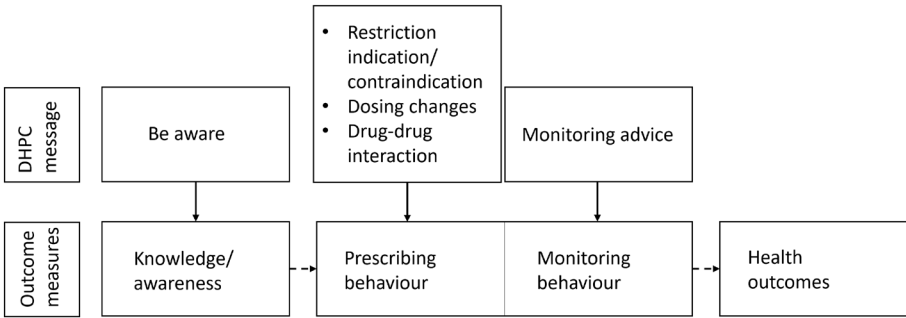 DHPC
message
Be aware
• Restriction
indication/
contraindication
• Dosing changes
• Drug-drug
interaction
Monitoring advice
Outcome
measures
Knowledge/
awareness
Prescribing
behaviour
Monitoring
behaviour
Health
outcomes